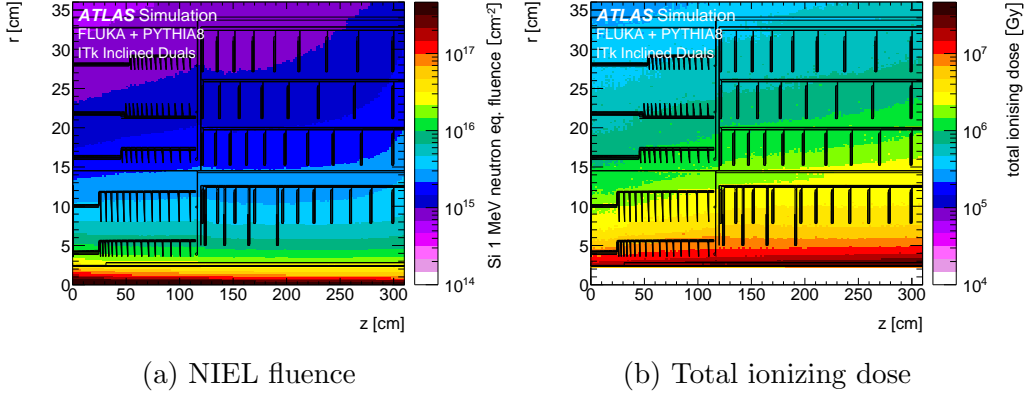 r [cm]
35
30
25
20
15
10
5
0
ATLAS Simulation
FLUKA + PYTHIA8
ITk Inclined Duals
0 50 100 150 200 250 300
z [cm]
10^17
10^16
10^15
10^14
Si 1 MeV neutron eq. fluence [cm⁻²]
(a) NIEL fluence
r [cm]
35
30
25
20
15
10
5
0
ATLAS Simulation
FLUKA + PYTHIA8
ITk Inclined Duals
0 50 100 150 200 250 300
z [cm]
10^7
10^6
10^5
10^4
total ionising dose [Gy]
(b) Total ionizing dose